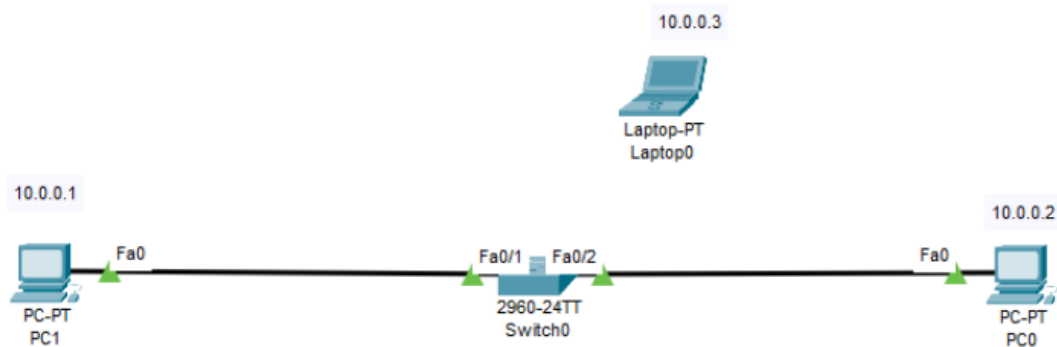 10.0.0.3
Laptop-PT
Laptop0
10.0.0.1
10.0.0.2
Fa0
Fa0/1
Fa0/2
Fa0
PC-PT
PC1
2960-24TT
Switch0
PC-PT
PC0